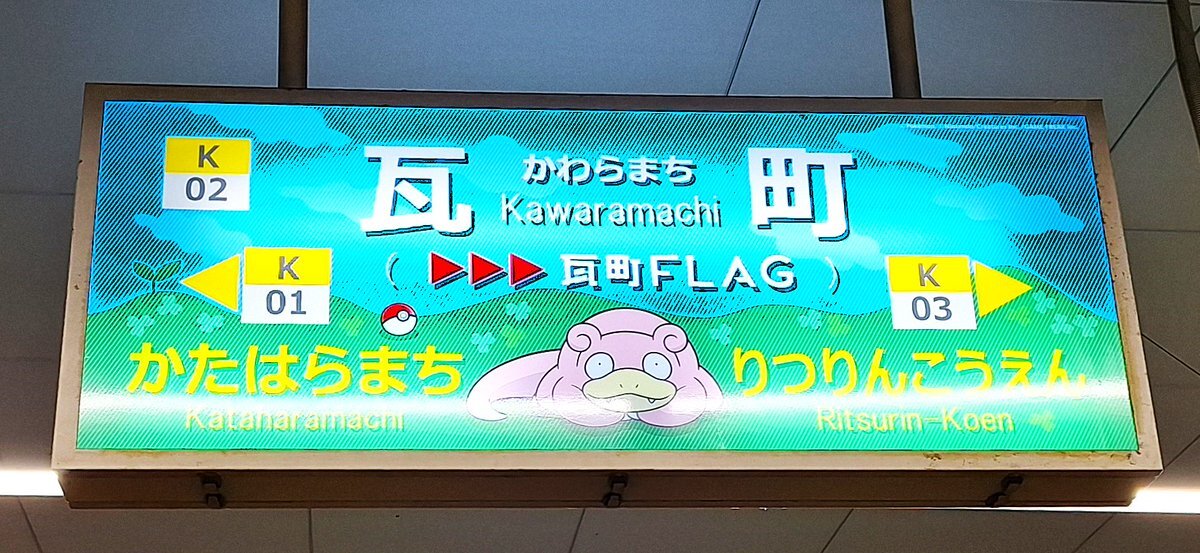 K
02
瓦町
かわらまち
Kawaramachi
( 瓦町FLAG )
K
01
K
03
かたはらまち
Kataharamachi
りつりんこうえん
Ritsurin-Koen